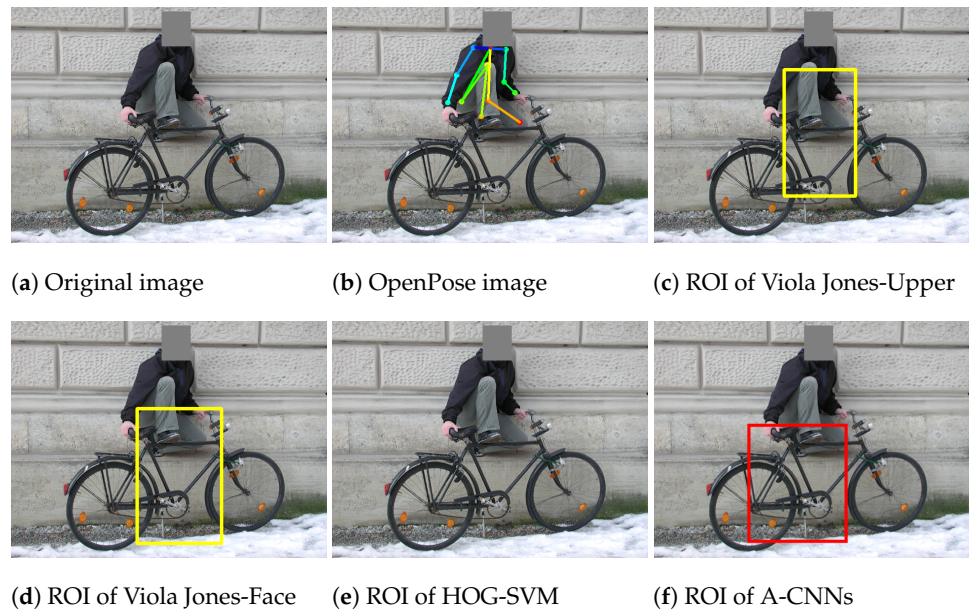 (a) Original image
(b) OpenPose image
(c) ROI of Viola Jones-Upper
(d) ROI of Viola Jones-Face
(e) ROI of HOG-SVM
(f) ROI of A-CNNs